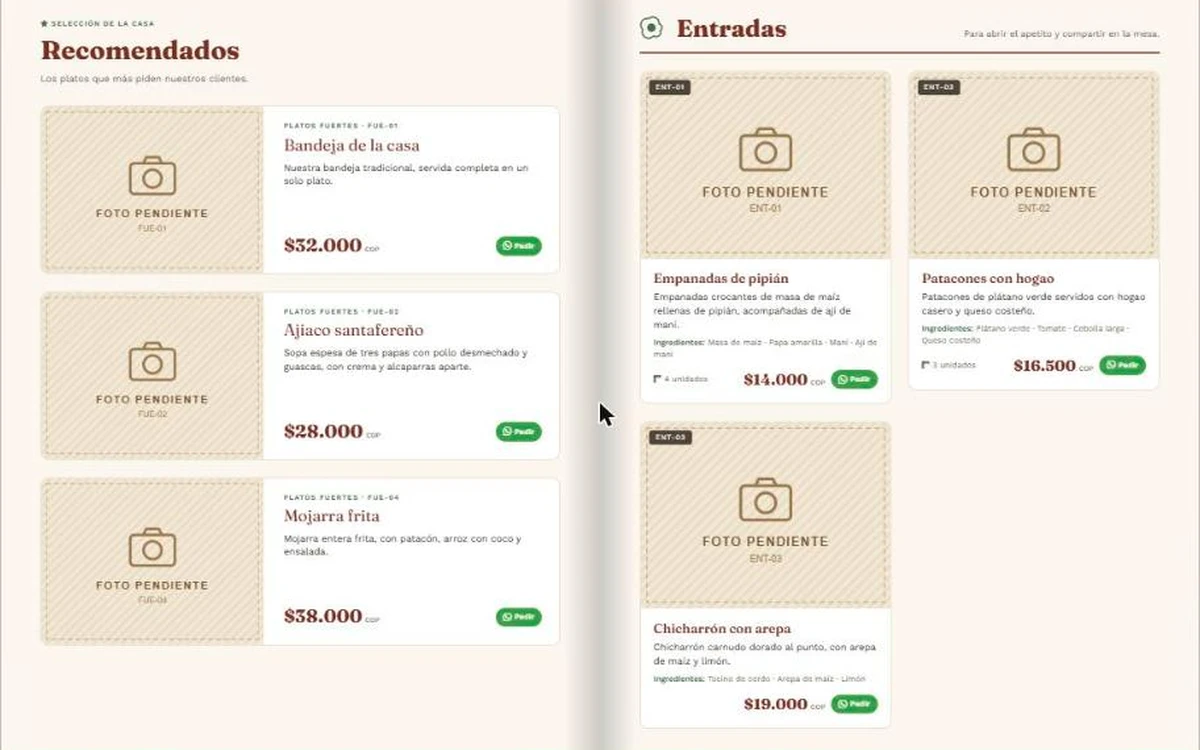 SELECCIÓN DE LA CASA
Recomendados
Los platos que más piden nuestros clientes.
FOTO PENDIENTE
FUE-01
PLATOS FUERTES · FUE-01
Bandeja de la casa
Nuestra bandeja tradicional, servida completa en un
solo plato.
$32.000 COP
Pedir
FOTO PENDIENTE
FUE-02
PLATOS FUERTES · FUE-02
Ajiaco santafereño
Sopa espesa de tres papas con pollo desmechado y
guascas, con crema y alcaparras aparte.
$28.000 COP
Pedir
FOTO PENDIENTE
FUE-04
PLATOS FUERTES · FUE-04
Mojarra frita
Mojarra entera frita, con patacón, arroz con coco y
ensalada.
$38.000 COP
Pedir
Entradas
Para abrir el apetito y compartir en la mesa.
ENT-01
FOTO PENDIENTE
ENT-01
Empanadas de pipián
Empanadas crocantes de masa de maíz
rellenas de pipián, acompañadas de ají de
maní.
Ingredientes: Masa de maíz · Papa amarilla · Maní · Ají de
maní
4 unidades
$14.000 COP
Pedir
ENT-02
FOTO PENDIENTE
ENT-02
Patacones con hogao
Patacones de plátano verde servidos con hogao
casero y queso costeño.
Ingredientes: Plátano verde · Tomate · Cebolla larga ·
Queso costeño
3 unidades
$16.500 COP
Pedir
ENT-03
FOTO PENDIENTE
ENT-03
Chicharrón con arepa
Chicharrón carnudo dorado al punto, con arepa
de maíz y limón.
Ingredientes: Tocino de cerdo · Arepa de maíz · Limón
$19.000 COP
Pedir